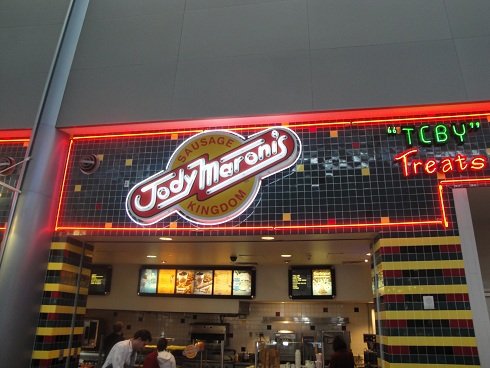 SAUSAGE
Jody Maroni's
KINGDOM
"TCBY"
Treats